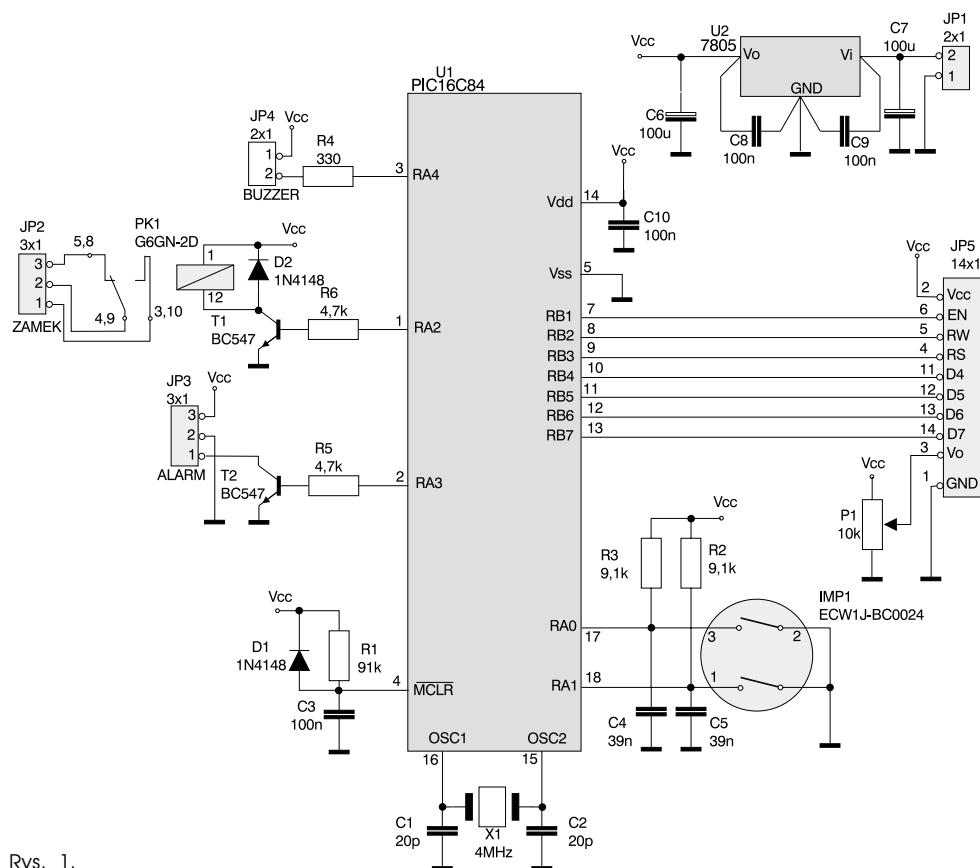 U1
PIC16C84
JP4
2x1
Vcc
1
2
BUZZER
R4
330
3
RA4
JP2
3x1
3
2
1
ZAMEK
5,8
4,9
3,10
PK1
G6GN-2D
1
12
D2
1N4148
Vcc
T1
BC547
R6
4,7k
1
RA2
JP3
3x1
Vcc
3
2
1
ALARM
T2
BC547
R5
4,7k
2
RA3
Vcc
D1
1N4148
R1
91k
C3
100n
4
MCLR
OSC1
OSC2
16
15
C1
20p
X1
4MHz
C2
20p
Vcc
U2
7805
Vo
Vi
GND
C6
100u
C8
100n
C9
100n
C7
100u
JP1
2x1
2
1
Vdd
14
Vcc
C10
100n
Vss
5
RB1
7
RB2
8
RB3
9
RB4
10
RB5
11
RB6
12
RB7
13
JP5
14x1
Vcc
2
Vcc
6
EN
5
RW
4
RS
11
D4
12
D5
13
D6
14
D7
3
Vo
1
GND
Vcc
P1
10k
Vcc
R3
9,1k
R2
9,1k
IMP1
ECW1J-BC0024
RA0
17
3
2
RA1
18
1
C4
39n
C5
39n
Rys. 1.